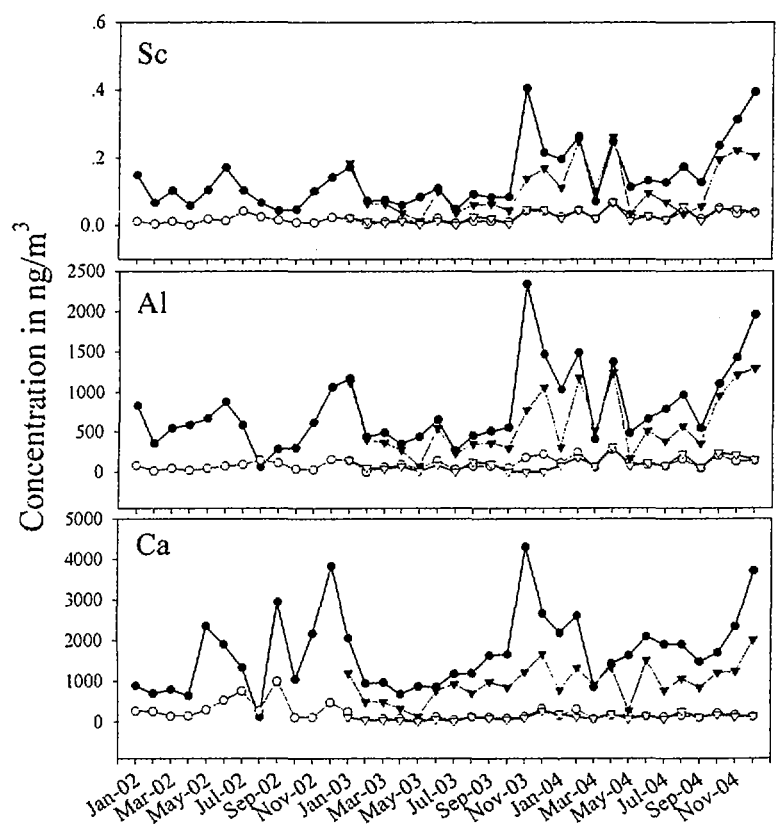 Concentration in ng/m³
.6
Sc
.4
.2
0.0
2500
Al
2000
1500
1000
500
0
5000
Ca
4000
3000
2000
1000
0
Jan-02
Mar-02
May-02
Jul-02
Sep-02
Nov-02
Jan-03
Mar-03
May-03
Jul-03
Sep-03
Nov-03
Jan-04
Mar-04
May-04
Jul-04
Sep-04
Nov-04